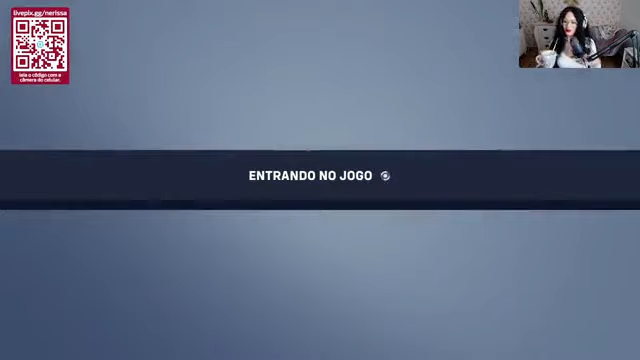 livepix.gg/nerissa
leia o código com a
câmera do celular.
ENTRANDO NO JOGO